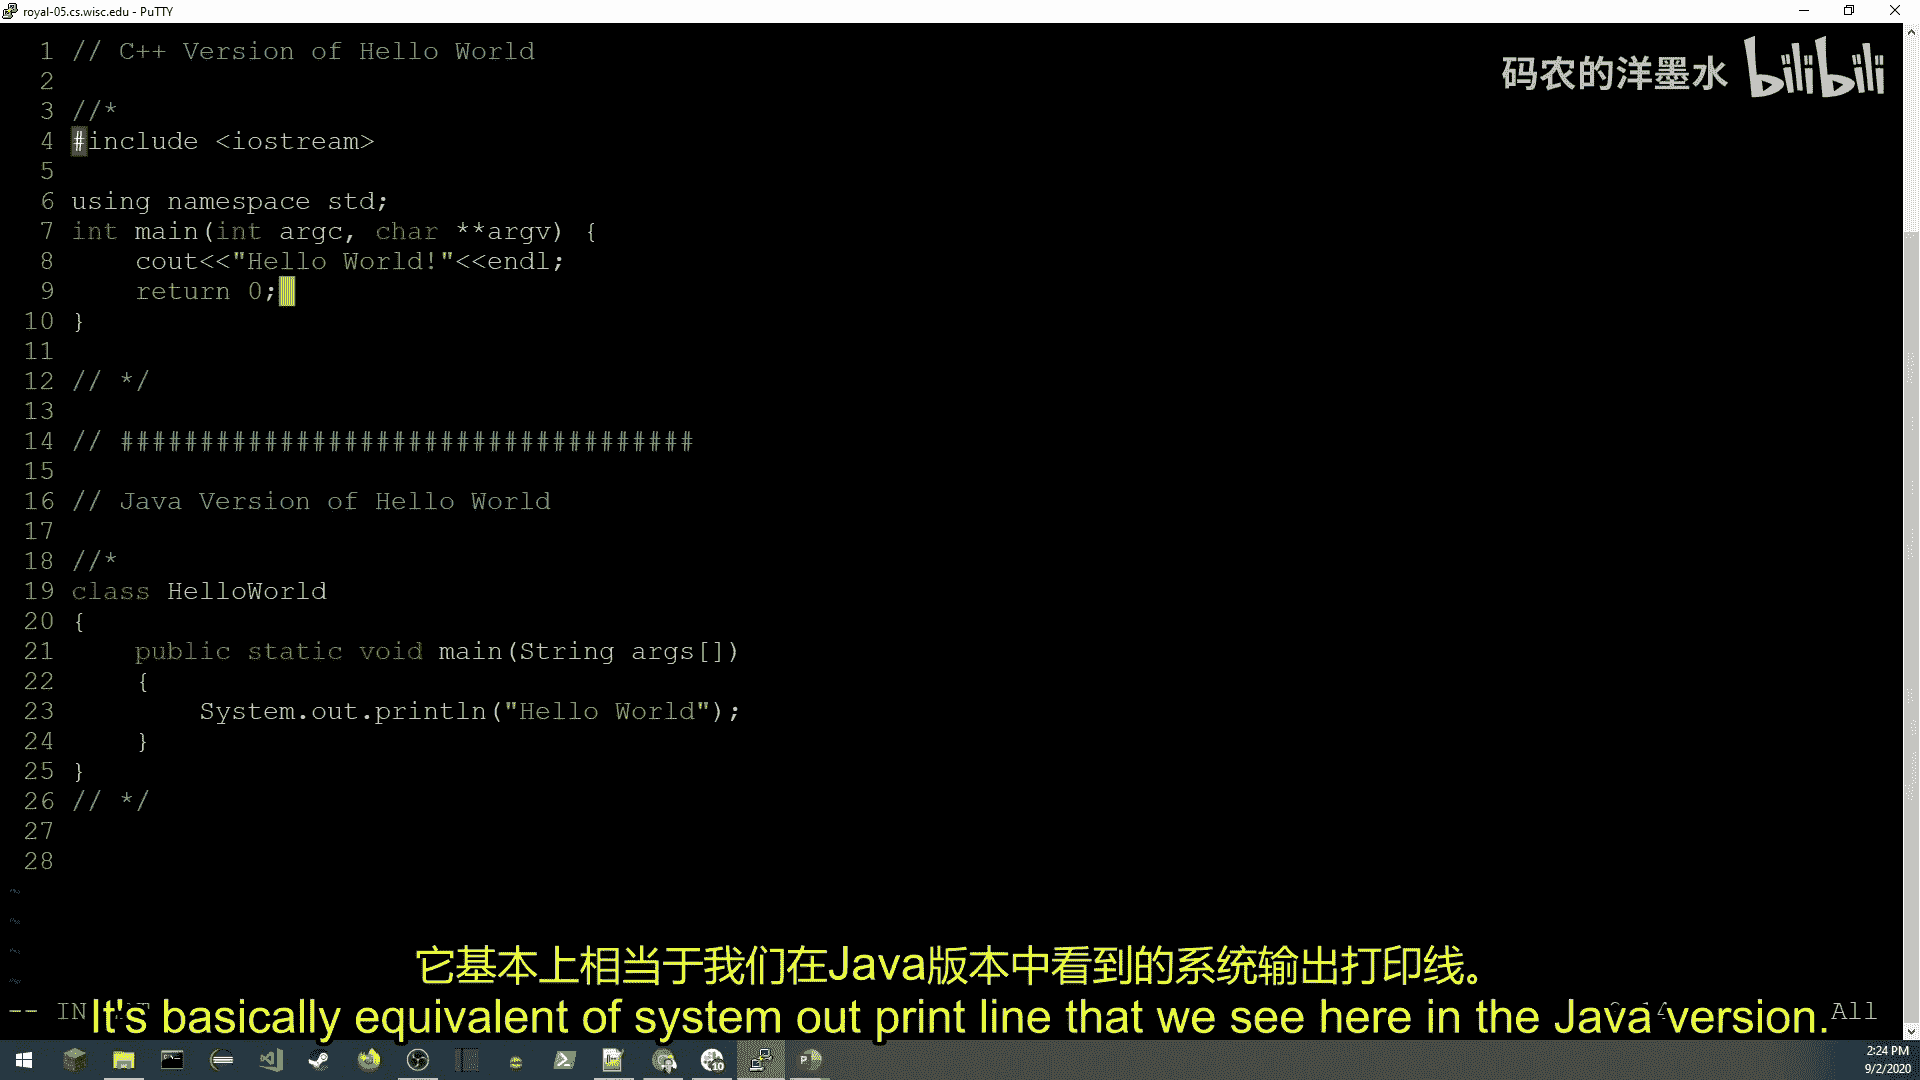 royal-05.cs.wisc.edu - PuTTY
码农的洋墨水 bilibili
1 // C++ Version of Hello World
2
3 //*
4 #include <iostream>
5
6 using namespace std;
7 int main(int argc, char **argv) {
8     cout<<"Hello World!"<<endl;
9     return 0;
10 }
11
12 // */
13
14 // ####################################
15
16 // Java Version of Hello World
17
18 //*
19 class HelloWorld
20 {
21     public static void main(String args[])
22     {
23         System.out.println("Hello World");
24     }
25 }
26 // */
27
28
~
~
~
~
它基本上相当于我们在Java版本中看到的系统输出打印线。
It's basically equivalent of system out print line that we see here in the Java version.
All
2:24 PM
9/2/2020